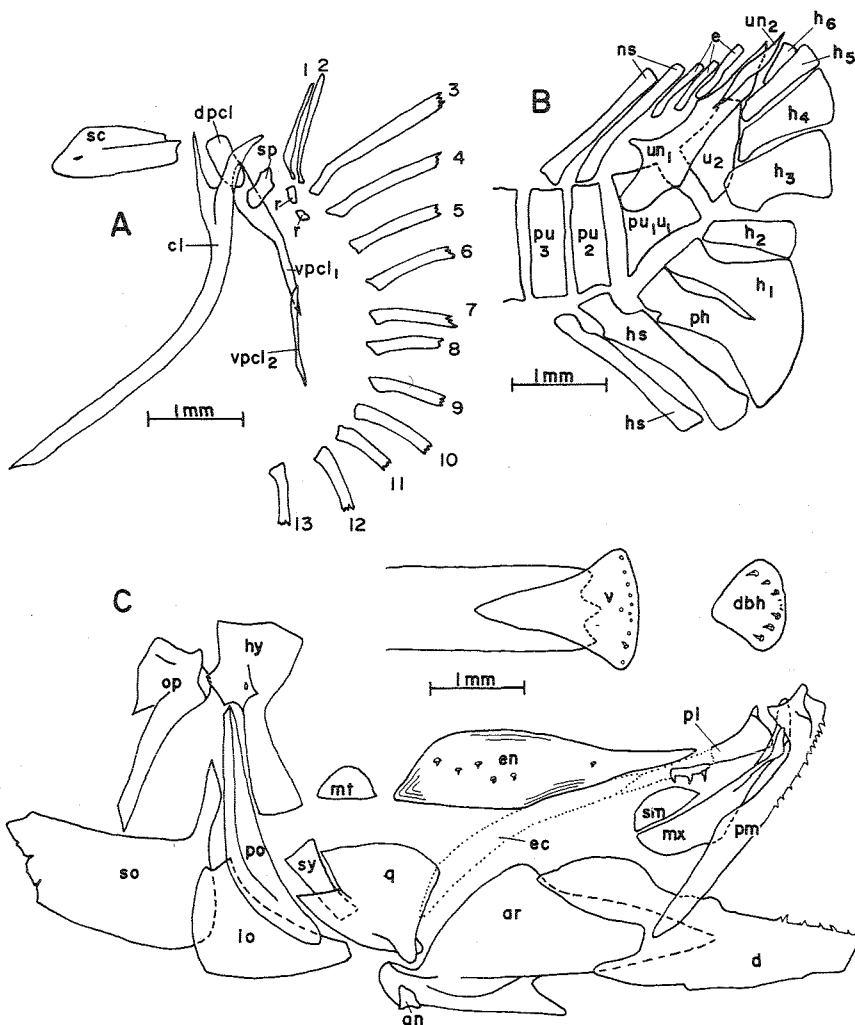 A
sc
dpcl
sp
r
r
cl
vpcl1
vpcl2
1 2
3
4
5
6
7
8
9
10
11
12
13
1mm
B
ns
e
un2
h6
h5
h4
h3
un1
u2
pu3
pu2
pu1u1
h2
h1
ph
hs
hs
1mm
C
v
dbh
1mm
op
hy
so
po
io
mt
sy
q
en
ec
pl
sm
mx
pm
ar
an
d